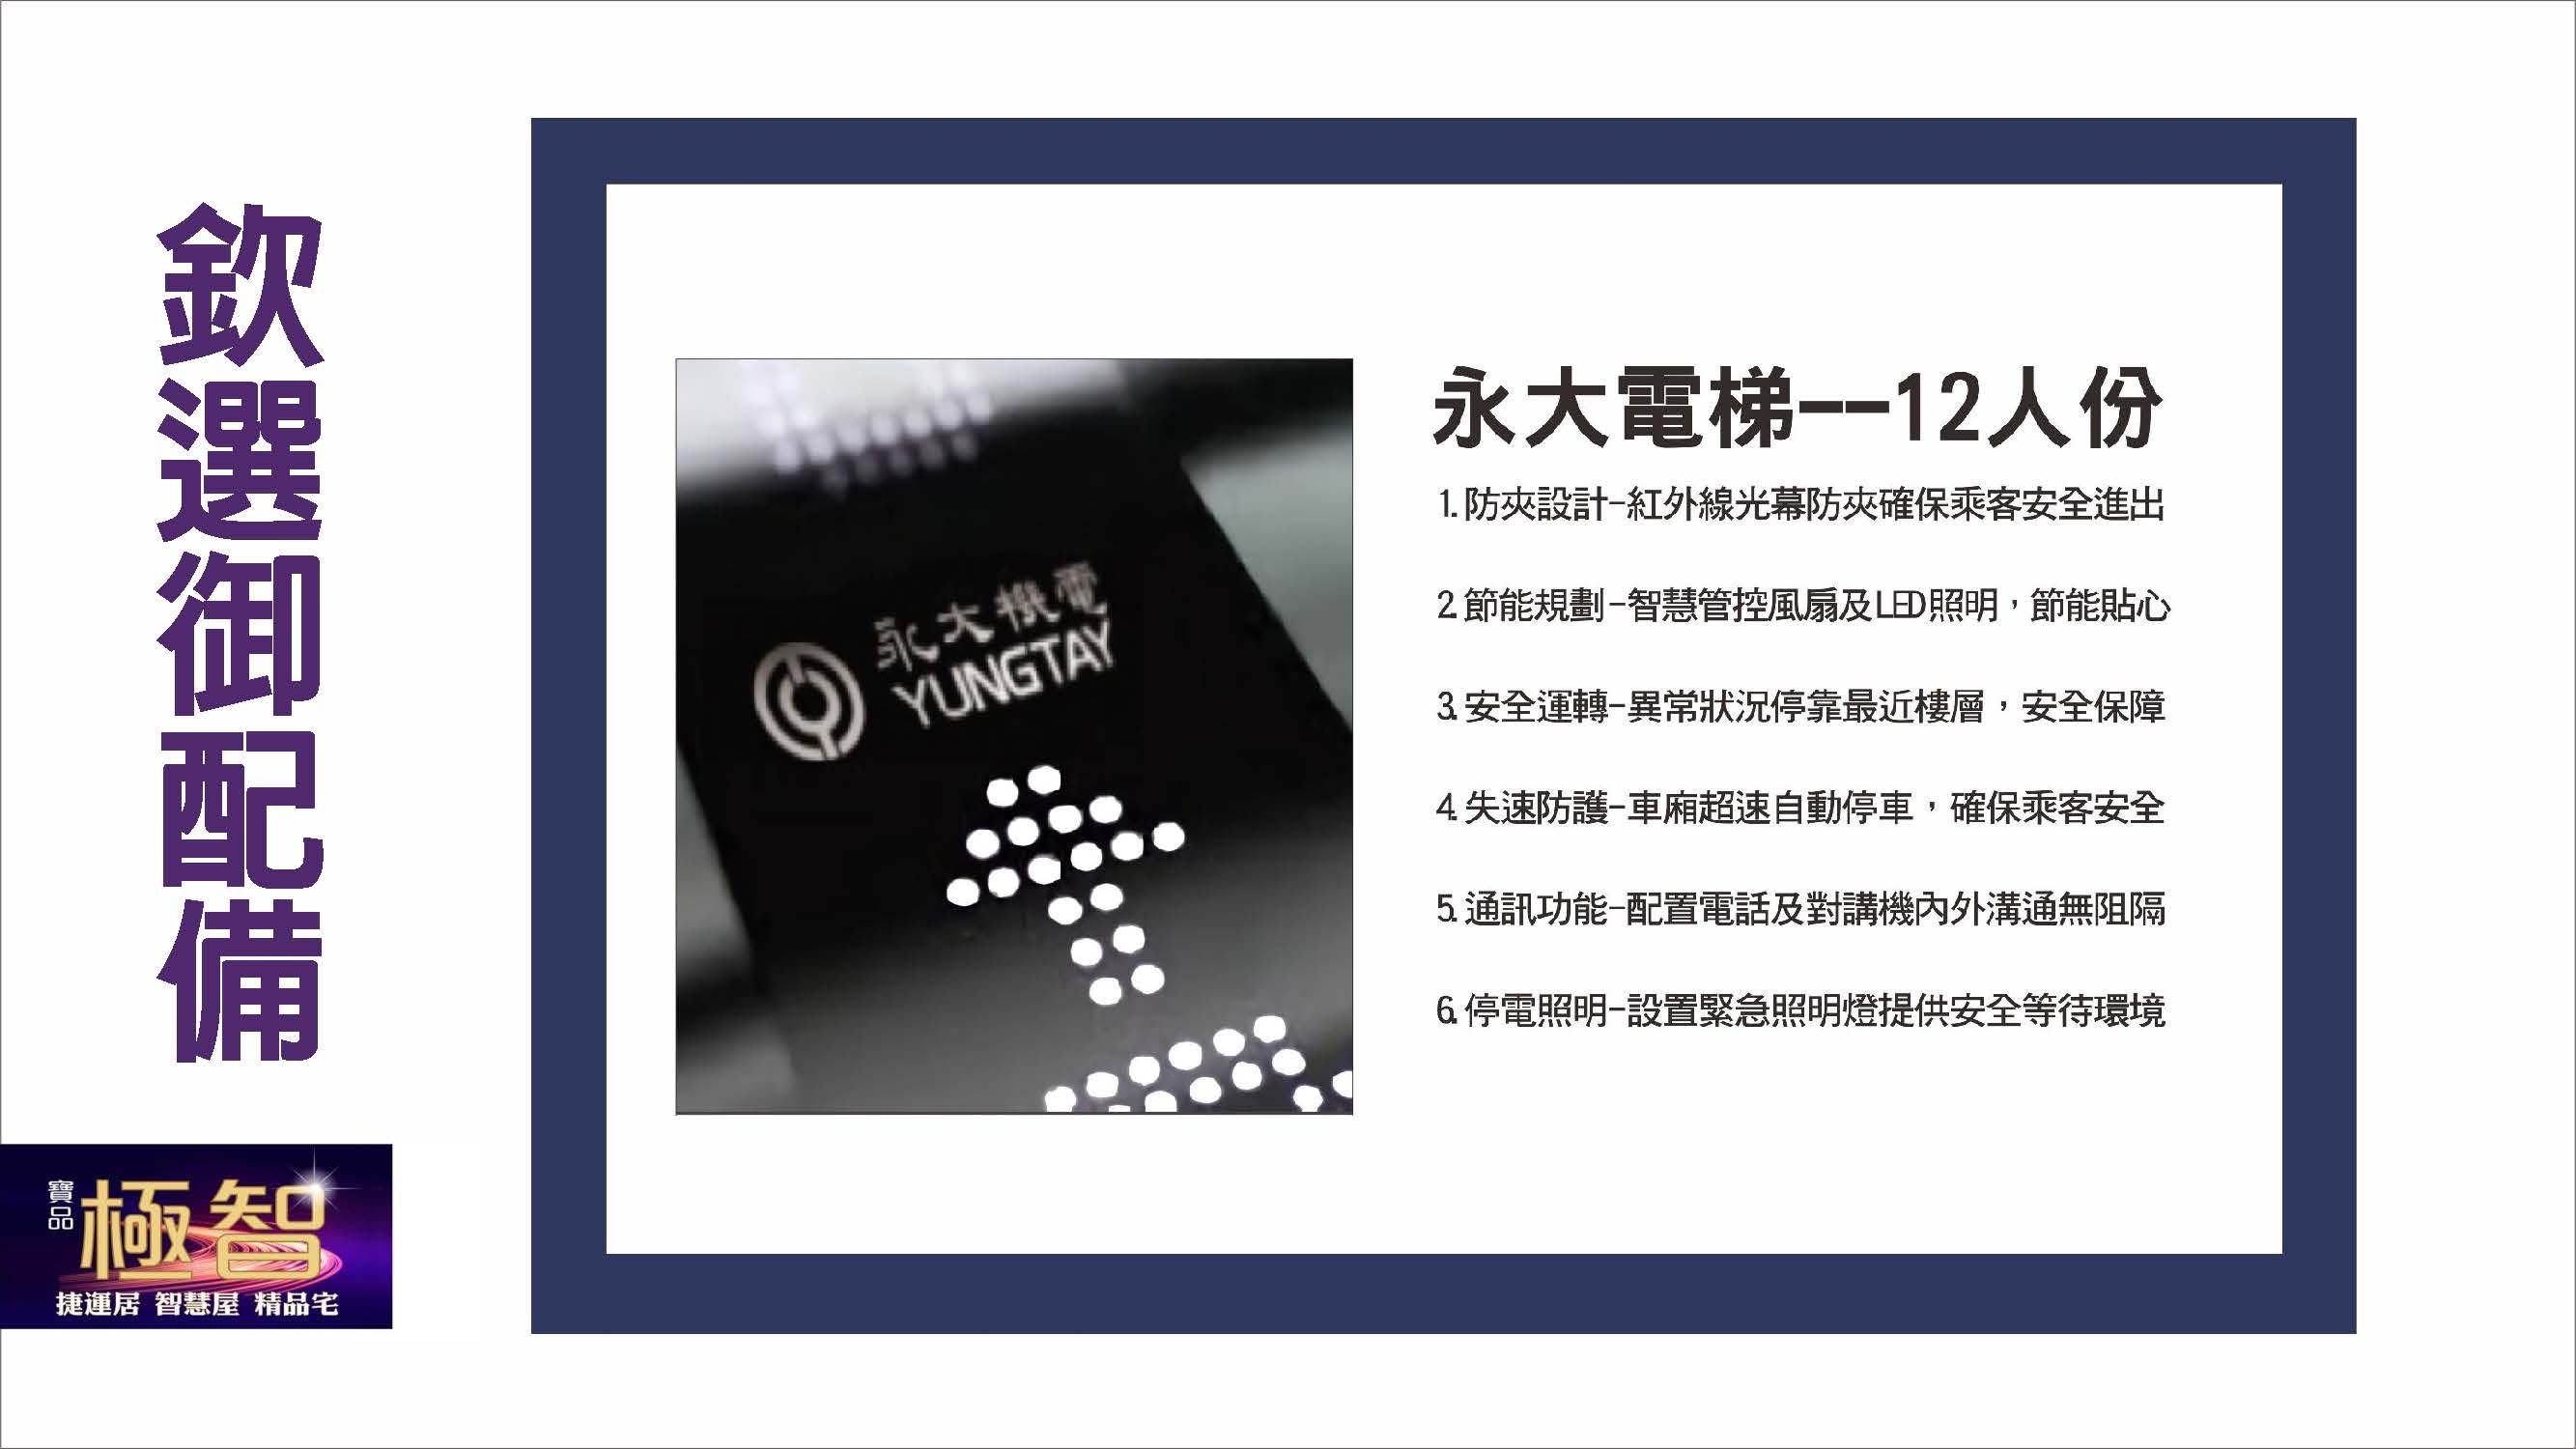 欽選御配備
永大機電
YUNGTAY
永大電梯--12人份
1.防夾設計-紅外線光幕防夾確保乘客安全進出
2.節能規劃-智慧管控風扇及LED照明，節能貼心
3.安全運轉-異常狀況停靠最近樓層，安全保障
4.失速防護-車廂超速自動停車，確保乘客安全
5.通訊功能-配置電話及對講機內外溝通無阻隔
6.停電照明-設置緊急照明燈提供安全等待環境
寶品
極智
捷運居 智慧屋 精品宅